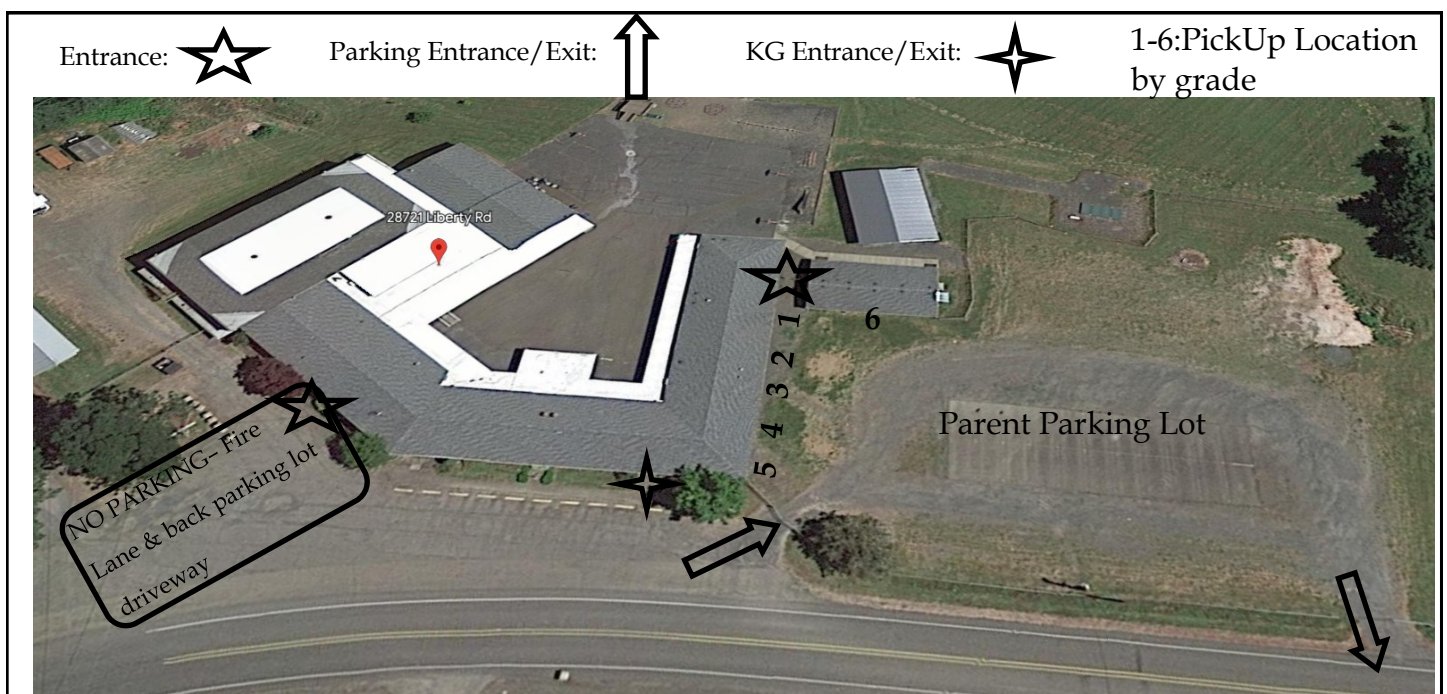 Entrance:
Parking Entrance/Exit:
KG Entrance/Exit:
1-6:PickUp Location
by grade
28721 Liberty Rd
1
6
2
3
4
5
Parent Parking Lot
NO PARKING– Fire
Lane & back parking lot
driveway